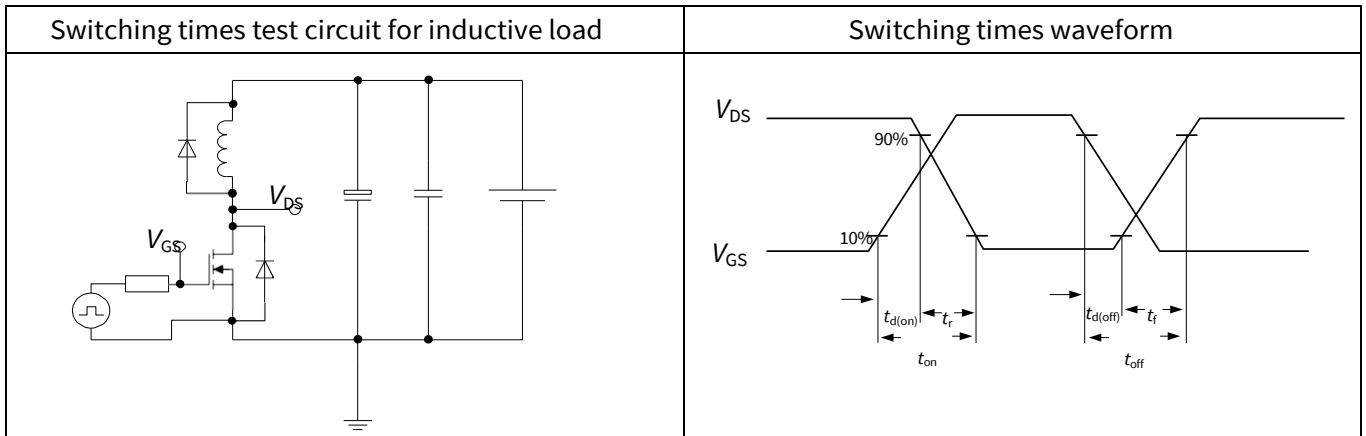 Switching times test circuit for inductive load
Switching times waveform
VDS
VGS
VDS
90%
10%
VGS
td(on)
tr
ton
td(off)
tf
toff